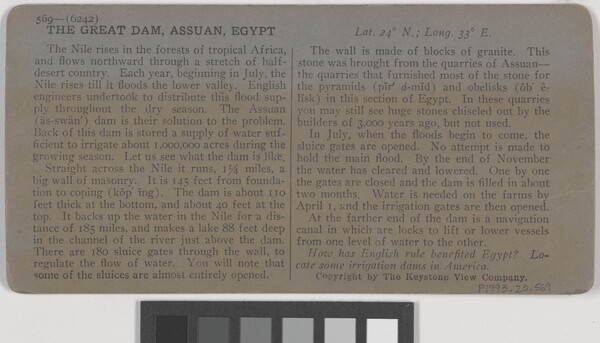 569—(6242)
THE GREAT DAM, ASSUAN, EGYPT
The Nile rises in the forests of tropical Africa,
and flows northward through a stretch of half-
desert country. Each year, beginning in July, the
Nile rises till it floods the lower valley. English
engineers undertook to distribute this flood sup-
ply throughout the dry season. The Assuan
(äs-swän′) dam is their solution to the problem.
Back of this dam is stored a supply of water suf-
ficient to irrigate about 1,000,000 acres during the
growing season. Let us see what the dam is like.
Straight across the Nile it runs, 1¼ miles, a
big wall of masonry. It is 145 feet from founda-
tion to coping (kōp′ ĭng). The dam is about 110
feet thick at the bottom, and about 40 feet at the
top. It backs up the water in the Nile for a dis-
tance of 185 miles, and makes a lake 88 feet deep
in the channel of the river just above the dam.
There are 180 sluice gates through the wall, to
regulate the flow of water. You will note that
some of the sluices are almost entirely opened.
Lat. 24° N.; Long. 33° E.
The wall is made of blocks of granite. This
stone was brought from the quarries of Assuan—
the quarries that furnished most of the stone for
the pyramids (pĭr′ ȧ-mĭd) and obelisks (ŏb′ ĕ-
lĭsk) in this section of Egypt. In these quarries
you may still see huge stones chiseled out by the
builders of 3,000 years ago, but not used.
In July, when the floods begin to come, the
sluice gates are opened. No attempt is made to
hold the main flood. By the end of November
the water has cleared and lowered. One by one
the gates are closed and the dam is filled in about
two months. Water is needed on the farms by
April 1, and the irrigation gates are then opened.
At the farther end of the dam is a navigation
canal in which are locks to lift or lower vessels
from one level of water to the other.
How has English rule benefited Egypt? Lo-
cate some irrigation dams in America.
Copyright by The Keystone View Company.
P1993.20.569